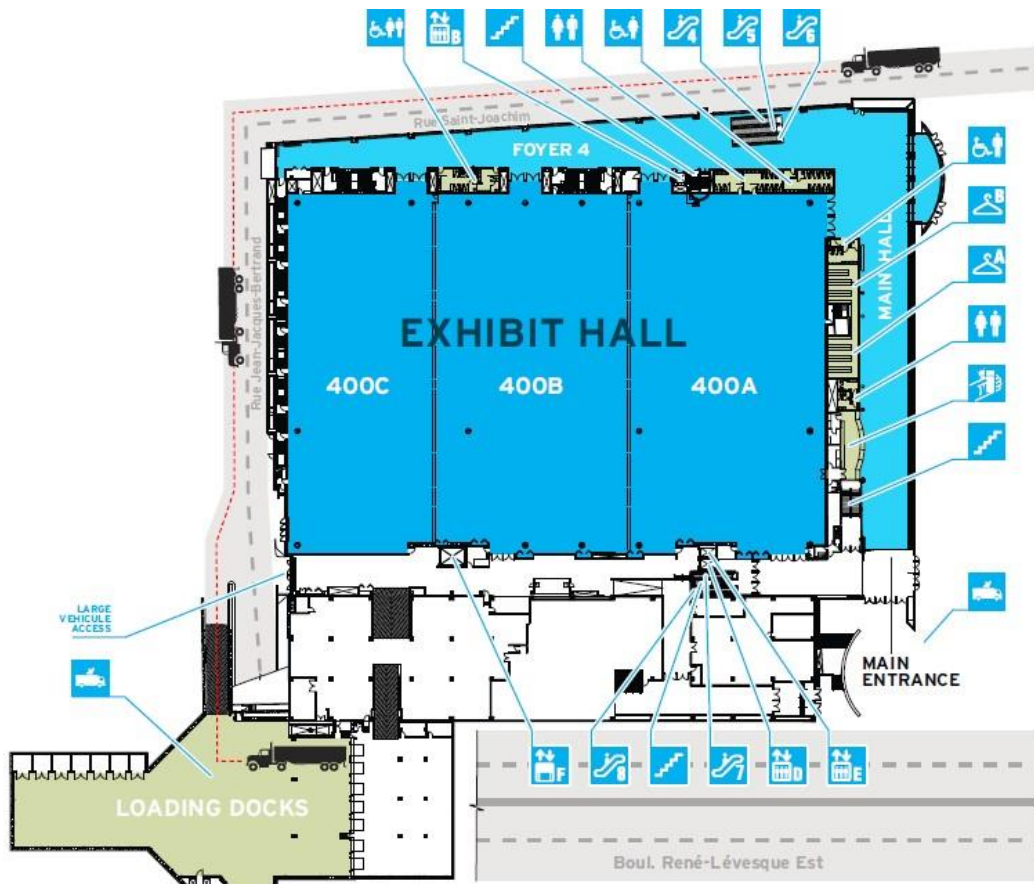 B
4
5
6
Rue Saint-Joachim
FOYER 4
Rue Jean-Jacques-Bertrand
MAIN HALL
B
A
EXHIBIT HALL
400C
400B
400A
LARGE
VEHICULE
ACCESS
MAIN
ENTRANCE
F
8
7
D
E
LOADING DOCKS
Boul. René-Lévesque Est